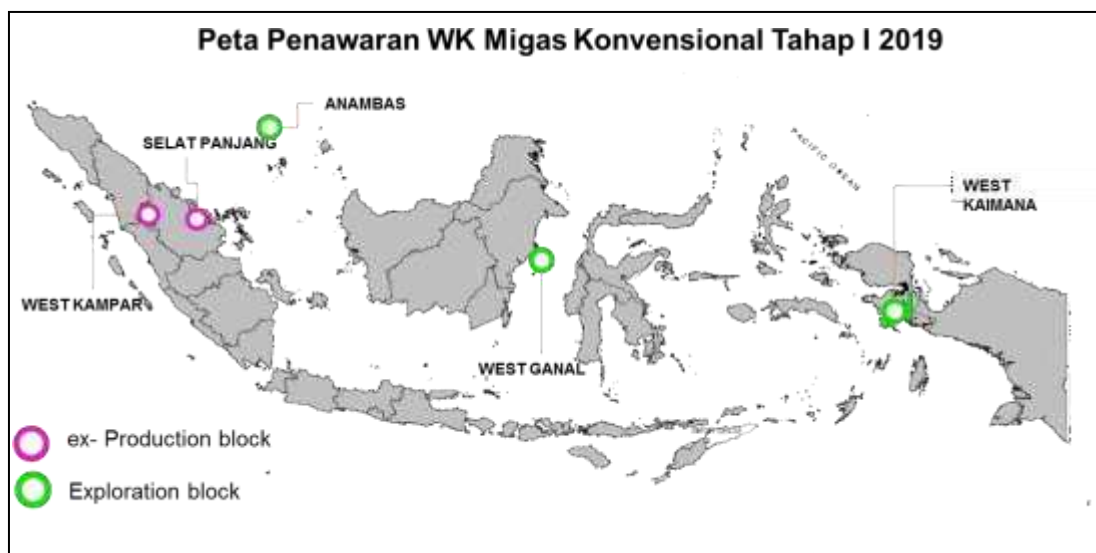 Peta Penawaran WK Migas Konvensional Tahap I 2019
ANAMBAS
SELAT PANJANG
PACIFIC OCEAN
WEST
KAIMANA
WEST KAMPAR
WEST GANAL
ex- Production block
Exploration block